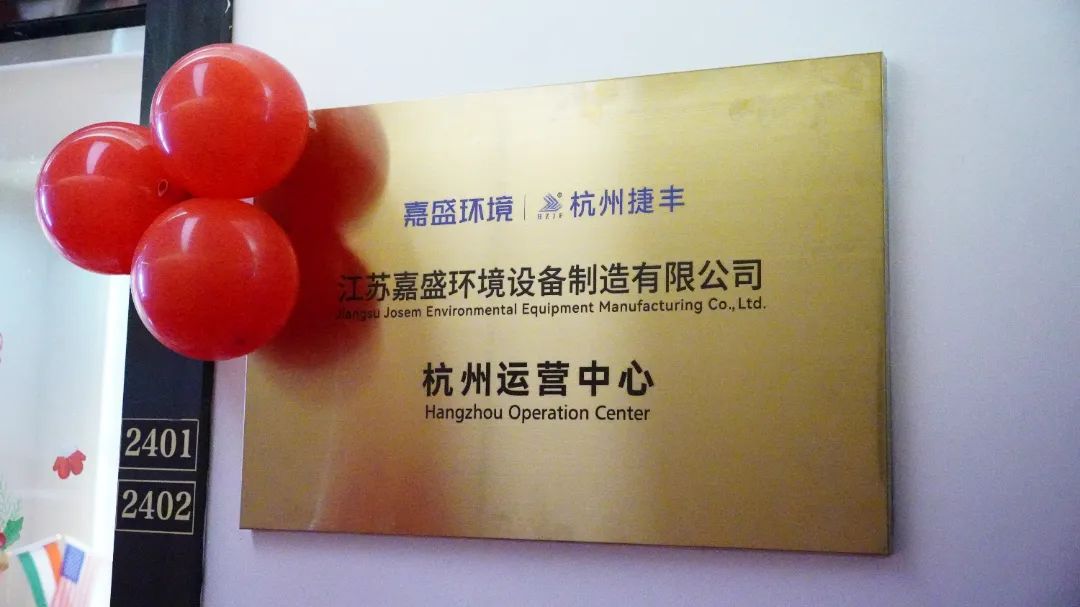 嘉盛环境 HZJF 杭州捷丰
江苏嘉盛环境设备制造有限公司
Jiangsu Josem Environmental Equipment Manufacturing Co., Ltd.
杭州运营中心
Hangzhou Operation Center
2401
2402